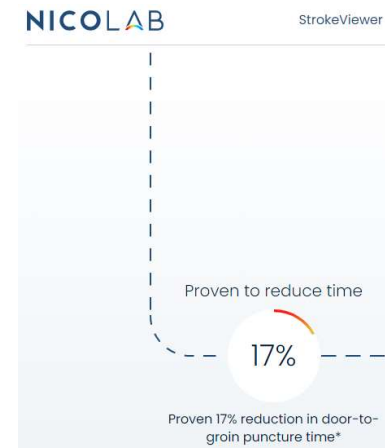 NICOLAB
StrokeViewer
Proven to reduce time
17%
Proven 17% reduction in door-to-
groin puncture time*